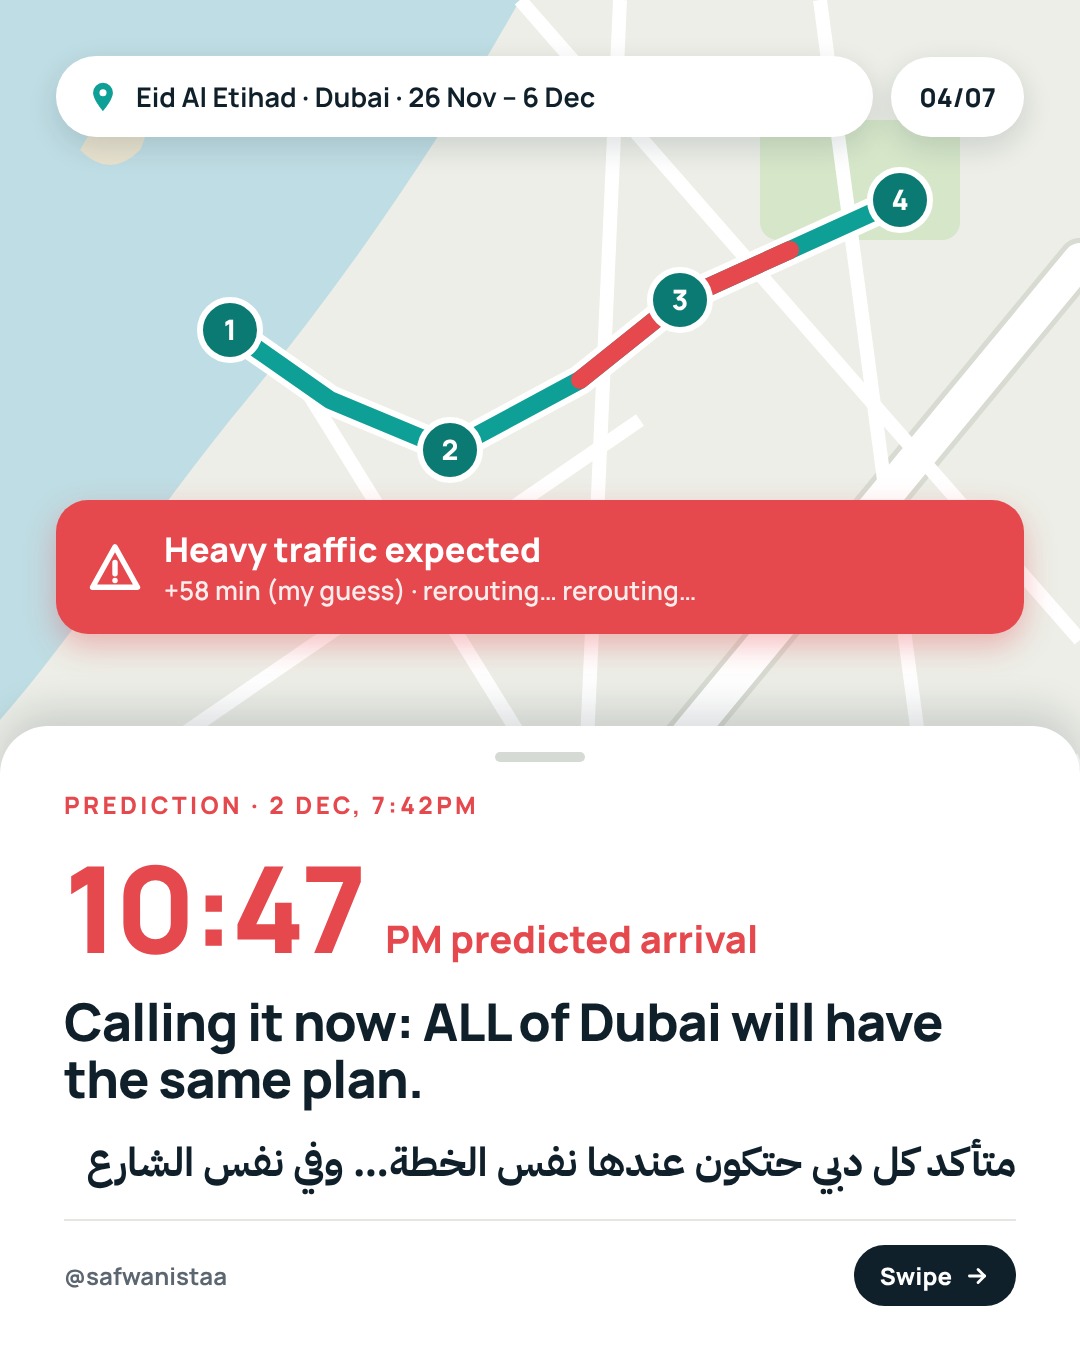 Eid Al Etihad · Dubai · 26 Nov – 6 Dec
04/07
4
3
1
2
Heavy traffic expected
+58 min (my guess) · rerouting... rerouting...
PREDICTION · 2 DEC, 7:42PM
10:47 PM predicted arrival
Calling it now: ALL of Dubai will have
the same plan.
متأكد كل دبي حتكون عندها نفس الخطة... وفي نفس الشارع
@safwanistaa
Swipe →